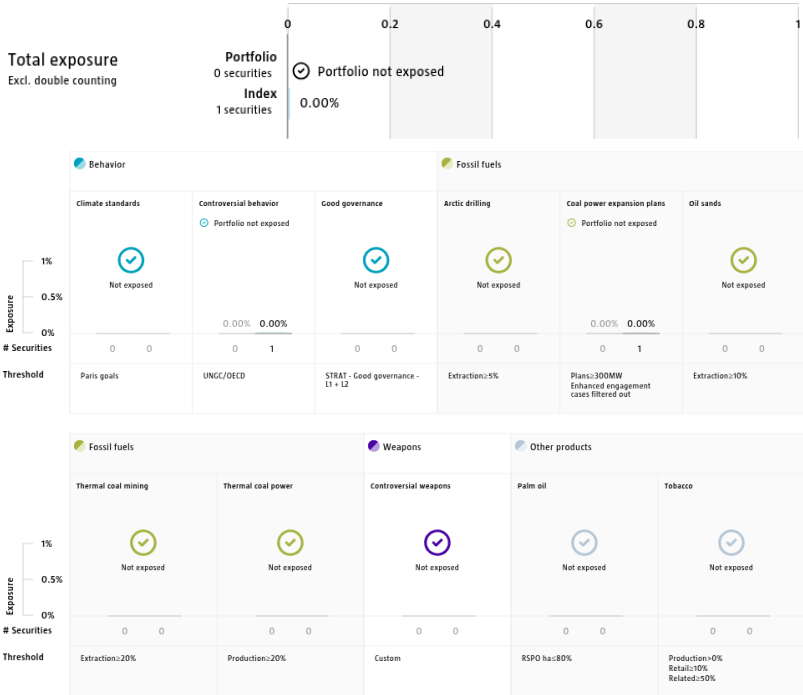 0 0.2 0.4 0.6 0.8 1
Total exposure
Excl. double counting
Portfolio
0 securities
Portfolio not exposed
Index
1 securities
0.00%
Behavior
Fossil fuels
Climate standards
Controversial behavior
Good governance
Arctic drilling
Coal power expansion plans
Oil sands
Portfolio not exposed
Portfolio not exposed
Not exposed
Not exposed
Not exposed
Not exposed
Exposure
1%
0.5%
0%
0.00% 0.00%
0.00% 0.00%
# Securities
0 0
0 1
0 0
0 0
0 1
0 0
Threshold
Paris goals
UNGC/OECD
STRAT - Good governance -
L1 + L2
Extraction≥5%
Plans≥300MW
Enhanced engagement
cases filtered out
Extraction≥10%
Fossil fuels
Weapons
Other products
Thermal coal mining
Thermal coal power
Controversial weapons
Palm oil
Tobacco
Not exposed
Not exposed
Not exposed
Not exposed
Not exposed
Exposure
1%
0.5%
0%
# Securities
0 0
0 0
0 0
0 0
0 0
Threshold
Extraction≥20%
Production≥20%
Custom
RSPO ha≤80%
Production>0%
Retail≥10%
Related≥50%